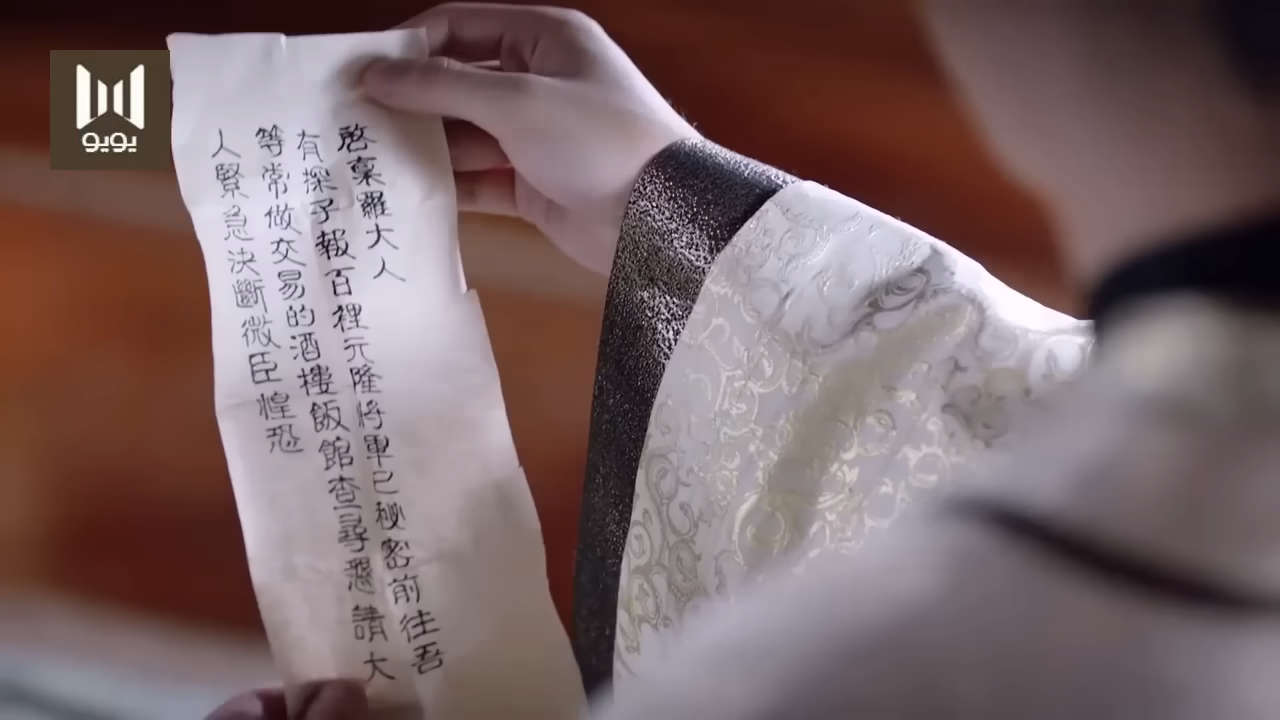 啓稟羅大人
有探子報百裡元隆將軍已秘密前往吾
等常做交易的酒樓飯館查尋懇請大
人緊急決斷微臣惶恐
يويو